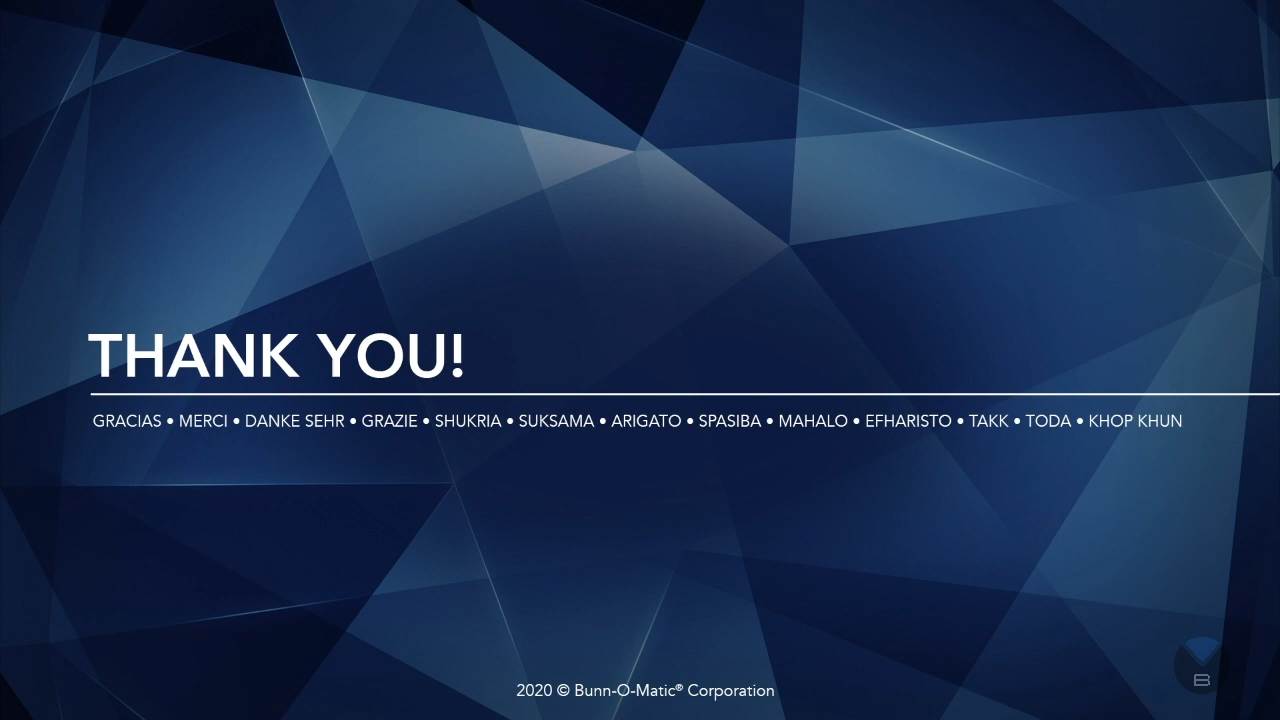 THANK YOU!
GRACIAS • MERCI • DANKE SEHR • GRAZIE • SHUKRIA • SUKSAMA • ARIGATO • SPASIBA • MAHALO • EFHARISTO • TAKK • TODA • KHOP KHUN
2020 © Bunn-O-Matic® Corporation
B